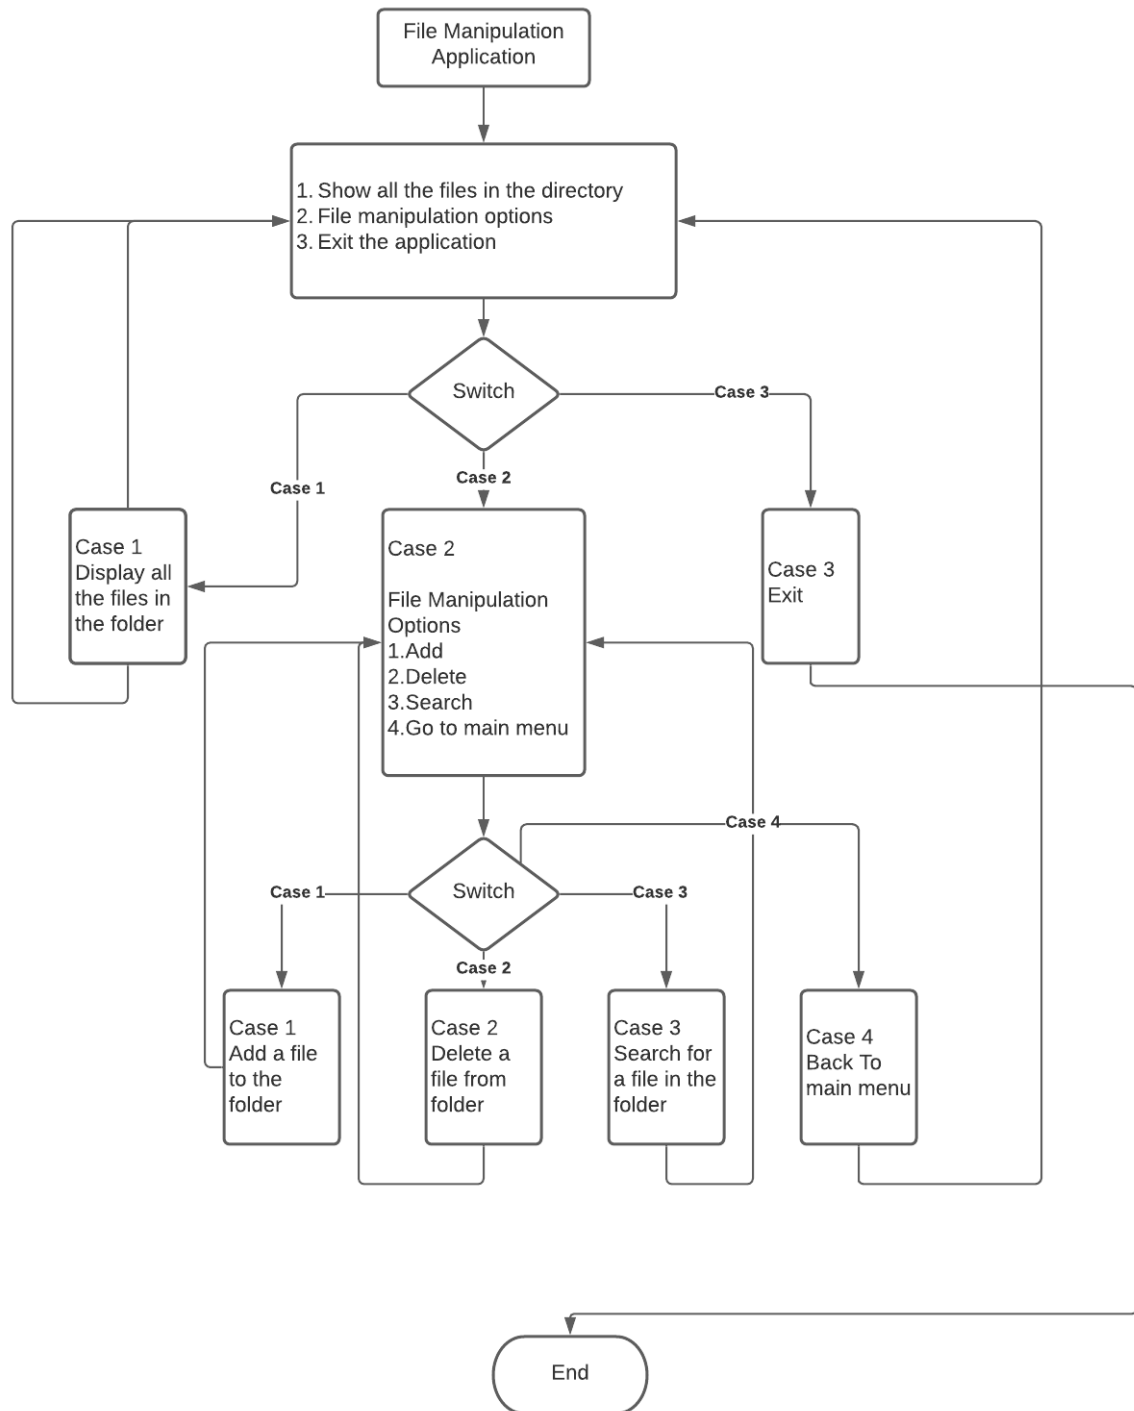 File Manipulation
Application
1. Show all the files in the directory
2. File manipulation options
3. Exit the application
Switch
Case 3
Case 1
Case 2
Case 1
Display all
the files in
the folder
Case 2
File Manipulation
Options
1.Add
2.Delete
3.Search
4.Go to main menu
Case 3
Exit
Case 4
Switch
Case 1
Case 3
Case 2
Case 1
Add a file
to the
folder
Case 2
Delete a
file from
folder
Case 3
Search for
a file in the
folder
Case 4
Back To
main menu
End